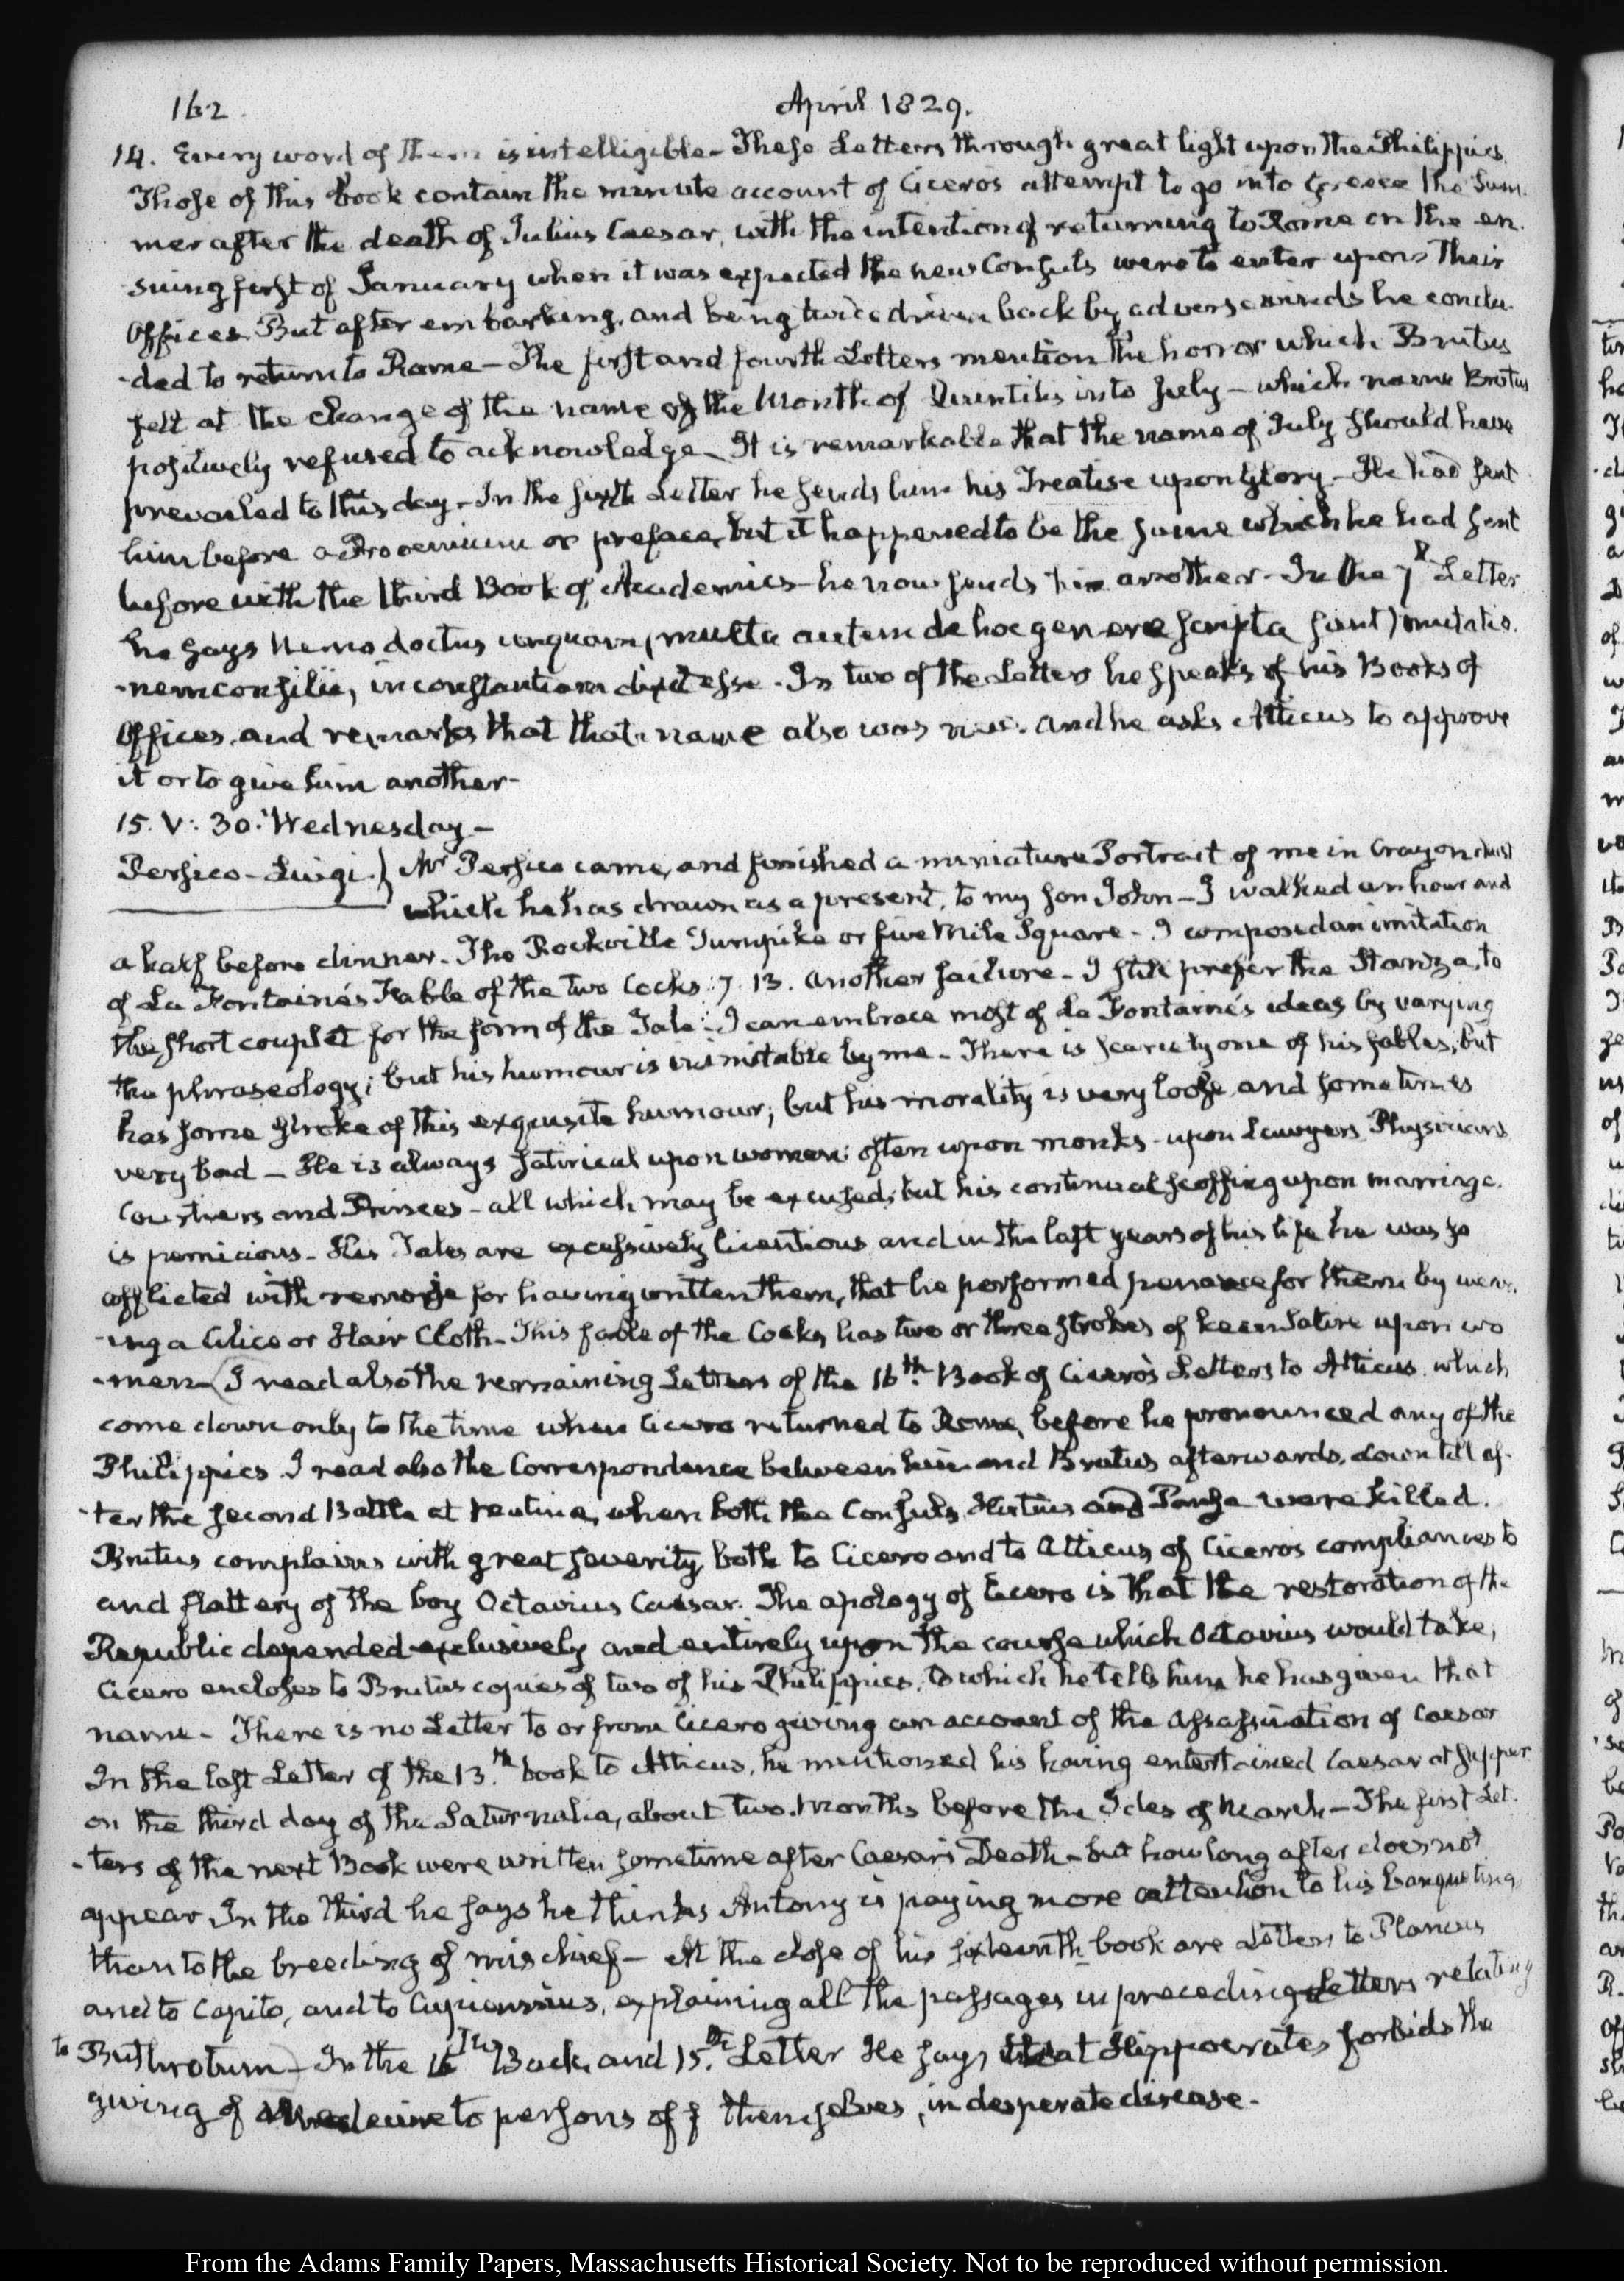 162
April 1829.
14. Every word of them is intelligible - These Letters through great light upon the Philippics.
Those of this book contain the minute account of Ciceros attempt to go into Greece the Sum-
mer after the death of Julius Caesar, with the intention of returning to Rome on the en-
suing first of January when it was expected the new Consuls were to enter upon their
Offices. But after embarking, and being twice driven back by adverse winds he conclu-
-ded to return to Rome - The first and fourth Letters mention the horror which Brutus
felt at the change of the name of the Month of Quintilis into July - which name Brutus
positively refused to acknowledge - It is remarkable that the name of July should have
prevailed to this day. - In the sixth Letter he sends him his Treatise upon Glory - He had sent
him before a Prooemium or preface, but it happened to be the same which he had sent
before with the third Book of Academics - he now sends him another - In the 7th Letter
he says Nemo doctus unquam, (multa autem de hoc genere scripta sunt) mutatio-
-nem consilii, inconstantiam dixit esse - In two of the Letters he speaks of his Books of
Offices, and remarks that that name also was new. and he asks Atticus to approve
it or to give him another -
15. V: 30. Wednesday -
Persico - Luigi } Mr Persico came, and finished a miniature Portrait of me in Crayon
which he has drawn as a present, to my Son John - I walked an hour and
a half before dinner - The Rockville Turnpike or five Mile Square - I composed an imitation
of La Fontaine's Fable of the two Cocks. 7. 13. another failure - I still prefer the Stanza, to
the short couplet for the form of the Tale. I can embrace most of La Fontaine's ideas by varying
the phraseology; but his humour is inimitable by me - There is scarcely one of his fables, but
has some stroke of this exquisite humour; but his morality is very loose and sometimes
very bad - He is always satirical upon women; often upon monks - upon Lawyers, Physicians
Courtiers and Princes - all which may be excused; but his continual scoffing upon marriage
is pernicious - His Tales are excessively licentious and in the last years of his life he was so
afflicted with remorse for having written them, that he performed penance for them by wear-
-ing a Cilice or Hair Cloth - This fable of the Cocks has two or three strokes of keen Satire upon wo
-men - (I read also the remaining Letters of the 16th. Book of Cicero's Letters to Atticus, which
come down only to the time when Cicero returned to Rome, before he pronounced any of the
Philippics. I read also the Correspondence between him and Brutus afterwards, down till af-
-ter the second Battle at Mutina, when both the Consuls Hirtius and Pansa were killed.
Brutus complains with great severity both to Cicero and to Atticus of Ciceros compliances to
and flattery of the boy Octavius Caesar. The apology of Cicero is that the restoration of the
Republic depended exclusively and entirely upon the course which Octavius would take,
Cicero encloses to Brutus copies of two of his Philippics, to which he tells him he has given that
name - There is no Letter to or from Cicero giving an account of the assassination of Caesar
In the last Letter of the 13.th book to Atticus, he mentioned his having entertained Caesar at supper
on the third day of the Saturnalia, about two months before the Ides of March - The first Let-
-ters of the next Book were written sometime after Caesar's Death - but how long after does not
appear. In the third he says he thinks Antony is paying more attention to his banqueting
than to the breeding of mischief - At the close of his sixteenth book are Letters to Plancus
and to Capito, and to Cupiennius, explaining all the passages in preceding Letters relating
to Buthrotum) - In the 16th Book, and 15.th Letter He says that Hippocrates forbids the
giving of medicine to persons of themselves, in desperate disease -
From the Adams Family Papers, Massachusetts Historical Society. Not to be reproduced without permission.